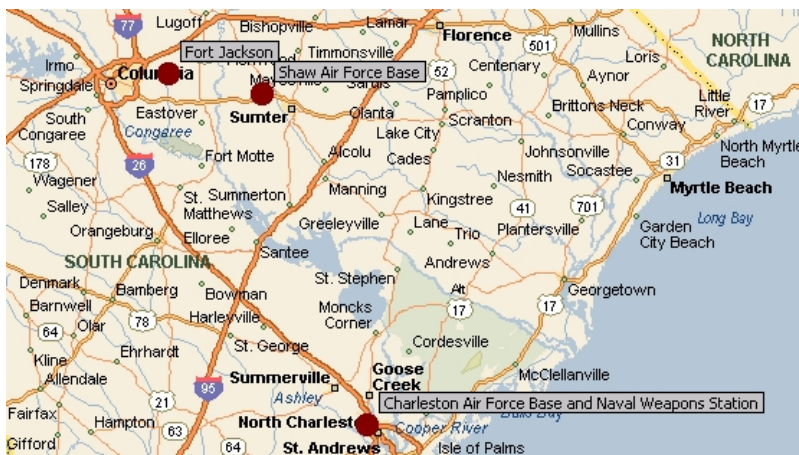 77
Lugoff
Bishopville
Lamar
Florence
Mullins
NORTH
CAROLINA
Fort Jackson
Timmonsville
501
Loris
Irmo
Columbia
Shaw Air Force Base
52
Centenary
Aynor
Springdale
Sardis
Pamplico
Little
River
17
Eastover
Sumter
Olanta
Scranton
Brittons Neck
Conway
South
Congaree
Congaree
Lake City
North Myrtle
Beach
178
26
Fort Motte
Alcolu
Cades
Johnsonville
31
Wagener
Manning
Nesmith
Socastee
Myrtle Beach
Salley
St.
Matthews
Summerton
Kingstree
41
701
Long Bay
Orangeburg
Greeleyville
Lane
Trio
Plantersville
Garden
City Beach
Elloree
Santee
Andrews
SOUTH CAROLINA
St. Stephen
Georgetown
Denmark
Bamberg
Bowman
Moncks
Corner
Alt
17
17
Barnwell
78
Harleyville
64
Olar
St. George
Cordesville
Kline
Ehrhardt
Goose
Creek
McClellanville
Allendale
95
Summerville
Ashley
Charleston Air Force Base and Naval Weapons Station
Fairfax
21
Hampton
63
North Charlest
Cooper River
Gifford
64
St. Andrews
Isle of Palms